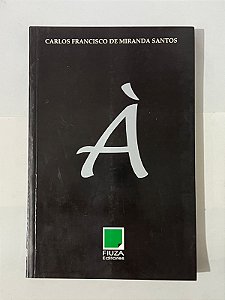 CARLOS FRANCISCO DE MIRANDA SANTOS
À
FIUZA
Editores